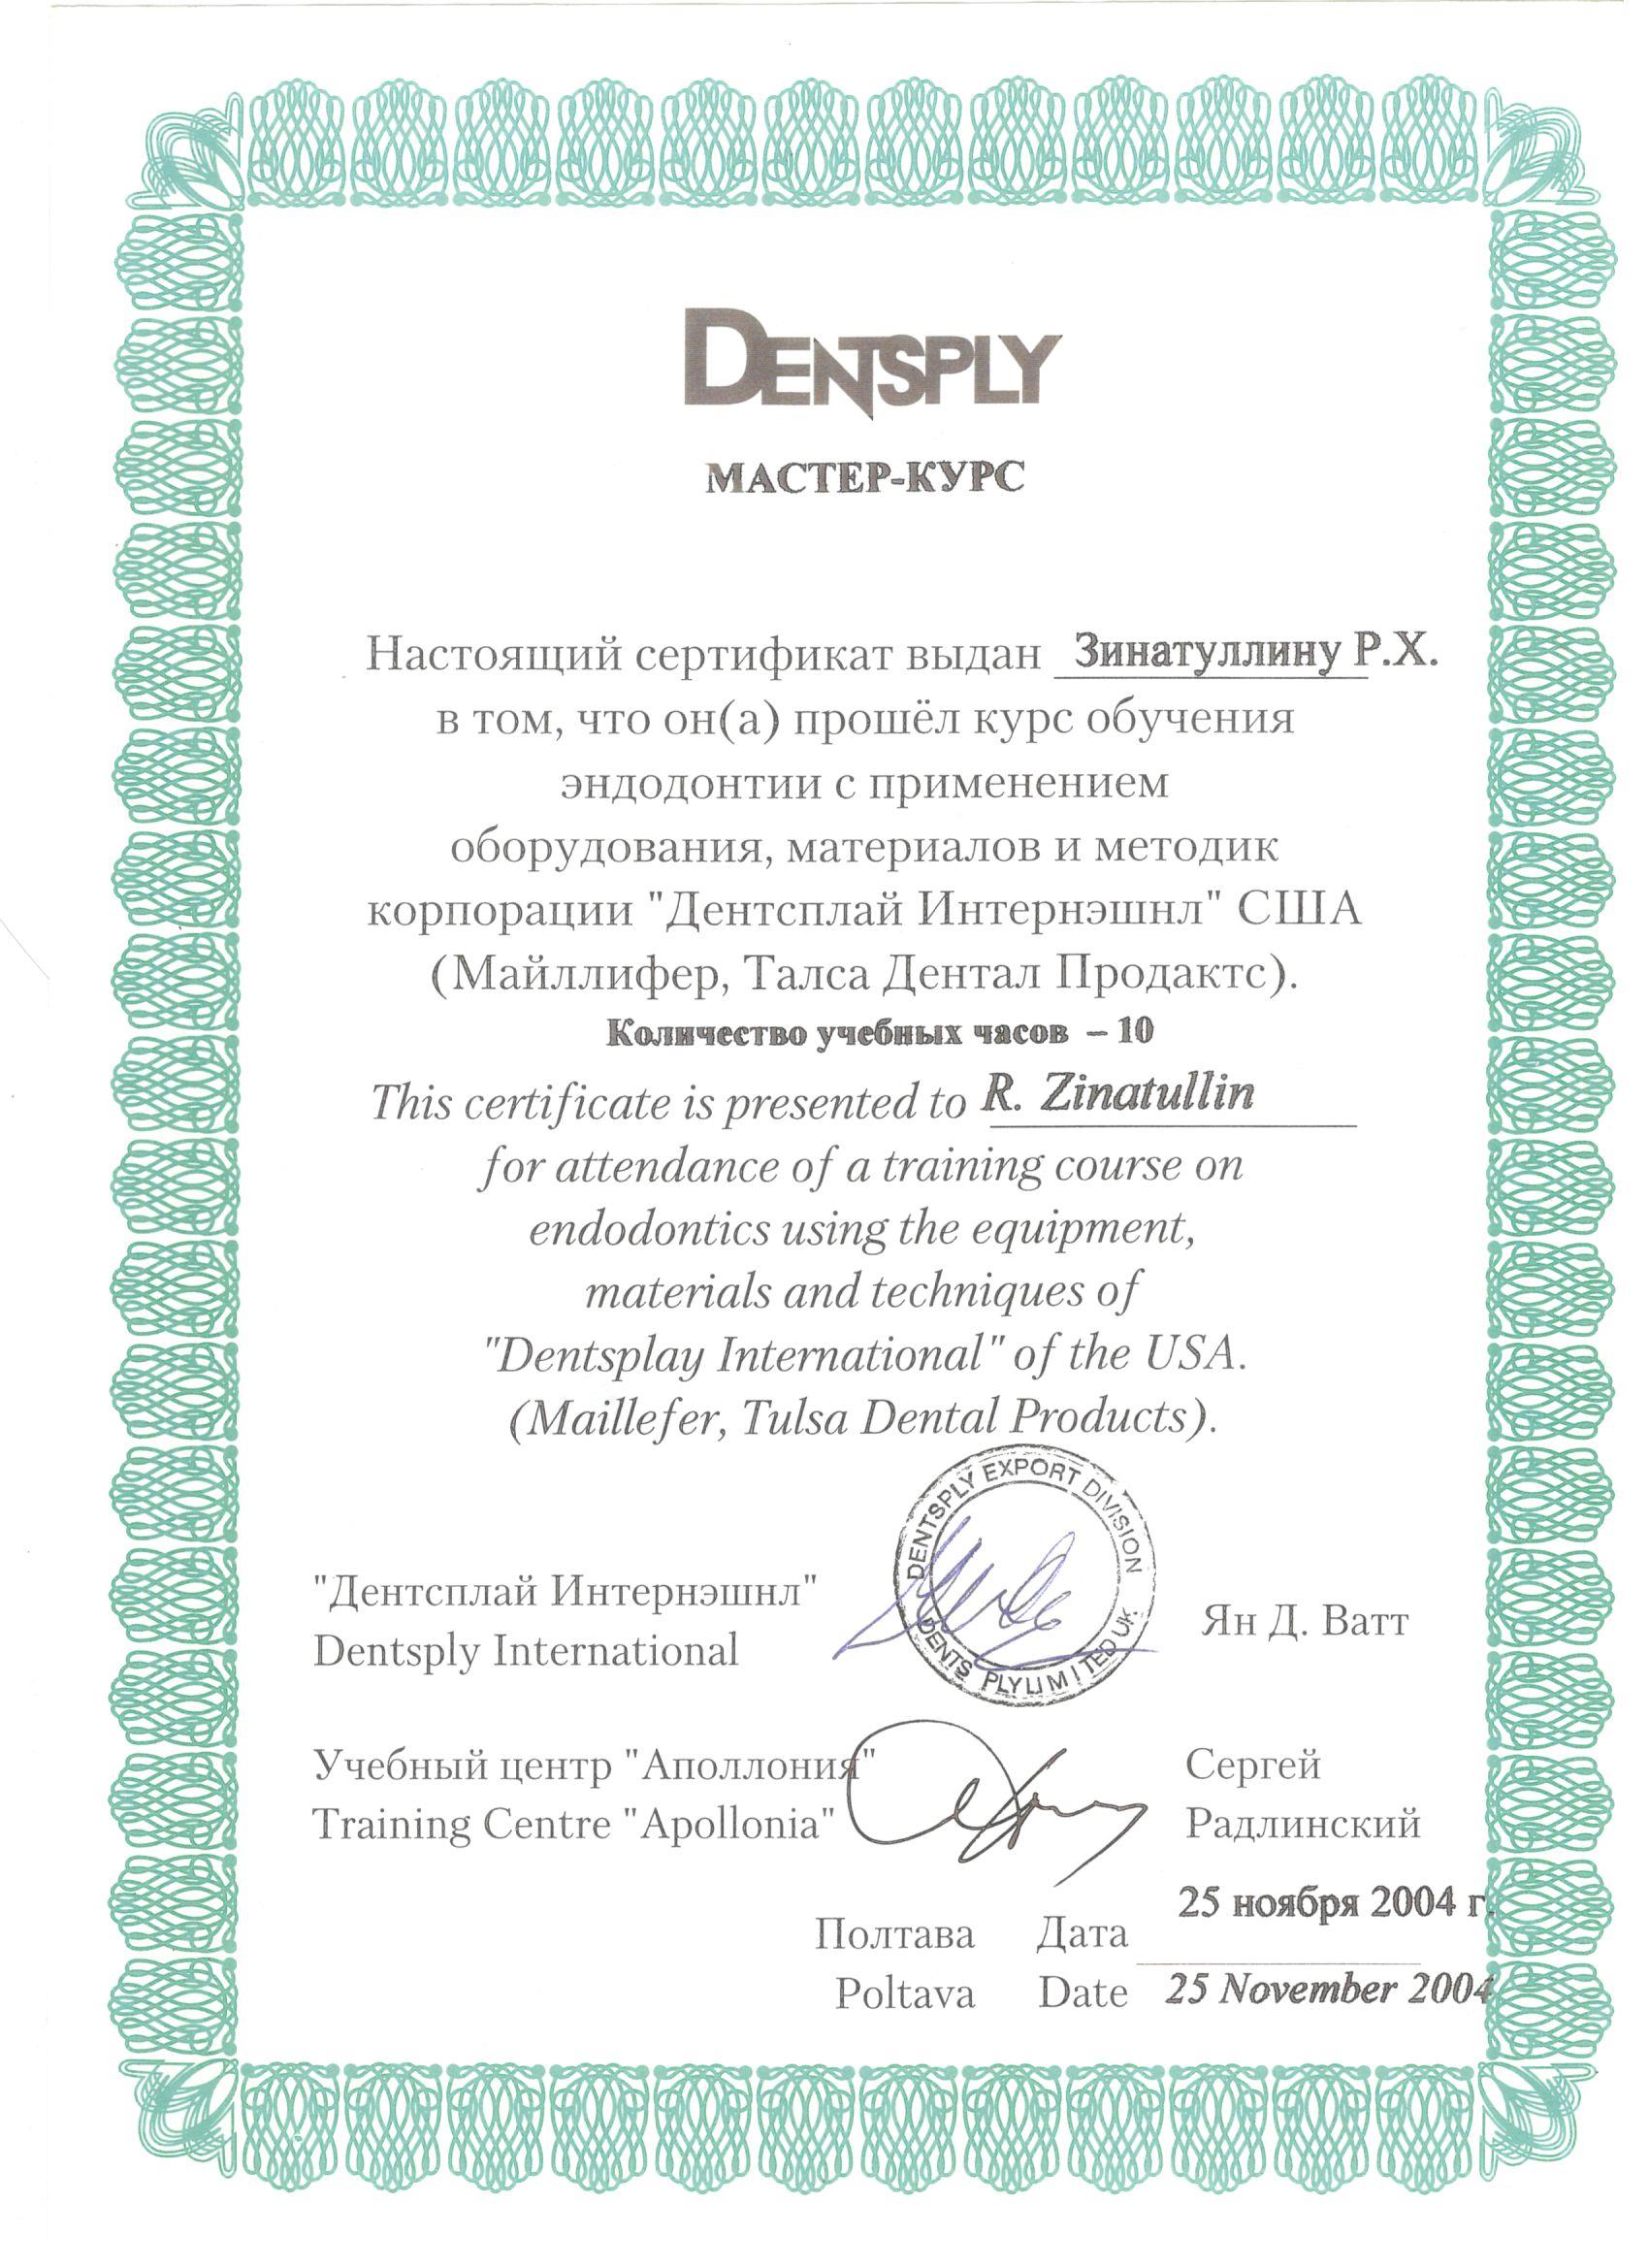 DENTSPLY
МАСТЕР-КУРС
Настоящий сертификат выдан Зинатуллину Р.Х.
в том, что он(а) прошёл курс обучения
эндодонтии с применением
оборудования, материалов и методик
корпорации "Дентсплай Интернэшнл" США
(Майллифер, Талса Дентал Продактс).
Количество учебных часов – 10
This certificate is presented to R. Zinatullin
for attendance of a training course on
endodontics using the equipment,
materials and techniques of
"Dentsplay International" of the USA.
(Maillefer, Tulsa Dental Products).
DENTSPLY EXPORT DIVISION
DENTS PLY LIMITED UK
"Дентсплай Интернэшнл"
Dentsply International
Ян Д. Ватт
Учебный центр "Аполлония"
Training Centre "Apollonia"
Сергей
Радлинский
25 ноября 2004 г.
Полтава Дата
Poltava Date 25 November 2004